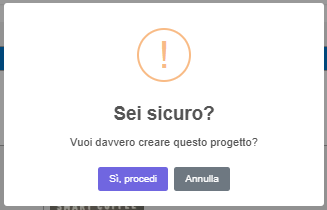 !
Sei sicuro?
Vuoi davvero creare questo progetto?
Sì, procedi
Annulla